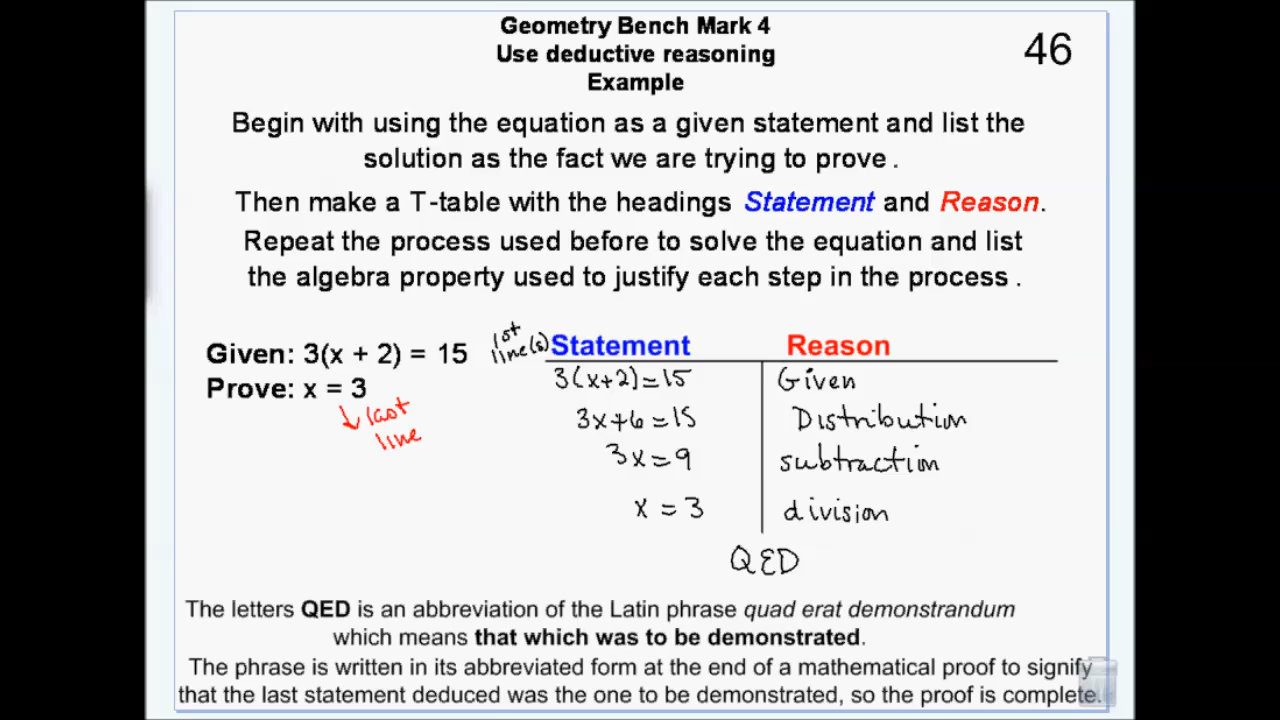 Geometry Bench Mark 4
Use deductive reasoning
Example
46
Begin with using the equation as a given statement and list the
solution as the fact we are trying to prove .
Then make a T-table with the headings Statement and Reason.
Repeat the process used before to solve the equation and list
the algebra property used to justify each step in the process .
Given: 3(x + 2) = 15
Prove: x = 3
↓ last
line
1st
line(s)
Statement Reason
3(x+2)=15 Given
3x+6=15 Distribution
3x=9 subtraction
x=3 division
QED
The letters QED is an abbreviation of the Latin phrase quad erat demonstrandum
which means that which was to be demonstrated.
The phrase is written in its abbreviated form at the end of a mathematical proof to signify
that the last statement deduced was the one to be demonstrated, so the proof is complete.